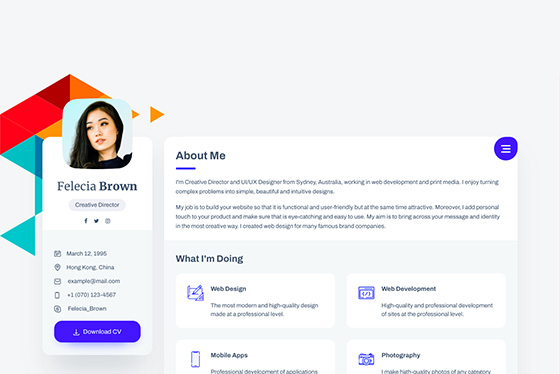 Felecia Brown
Creative Director
March 12, 1995
Hong Kong, China
example@mail.com
+1 (070) 123-4567
Felecia_Brown
Download CV
About Me
I'm Creative Director and UI/UX Designer from Sydney, Australia, working in web development and print media. I enjoy turning
complex problems into simple, beautiful and intuitive designs.
My job is to build your website so that it is functional and user-friendly but at the same time attractive. Moreover, I add personal
touch to your product and make sure that is eye-catching and easy to use. My aim is to bring across your message and identity
in the most creative way. I created web design for many famous brand companies.
What I'm Doing
Web Design
The most modern and high-quality design
made at a professional level.
Web Development
High-quality and professional development
of sites at the professional level.
Mobile Apps
Professional development of applications
Photography
I make high-quality photos of any category